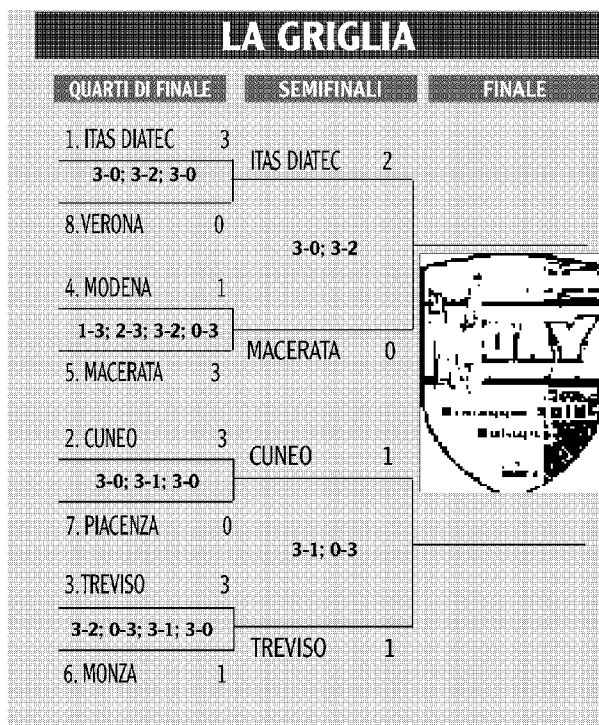 LA GRIGLIA
QUARTI DI FINALE SEMIFINALI FINALE
1. ITAS DIATEC 3
3-0; 3-2; 3-0
8. VERONA 0
ITAS DIATEC 2
3-0; 3-2
MACERATA 0
4. MODENA 1
1-3; 2-3; 3-2; 0-3
5. MACERATA 3
2. CUNEO 3
3-0; 3-1; 3-0
7. PIACENZA 0
CUNEO 1
3-1; 0-3
TREVISO 1
3. TREVISO 3
3-2; 0-3; 3-1; 3-0
6. MONZA 1